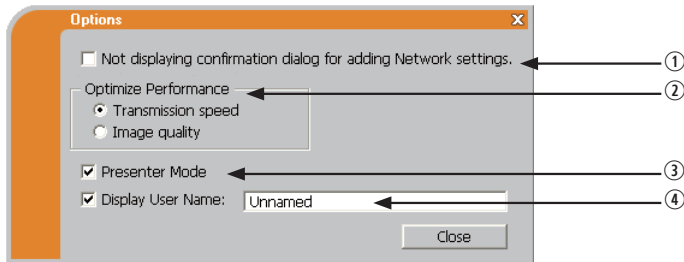 Options X
Not displaying confirmation dialog for adding Network settings. ①
Optimize Performance ②
Transmission speed
Image quality
Presenter Mode ③
Display User Name: Unnamed ④
Close